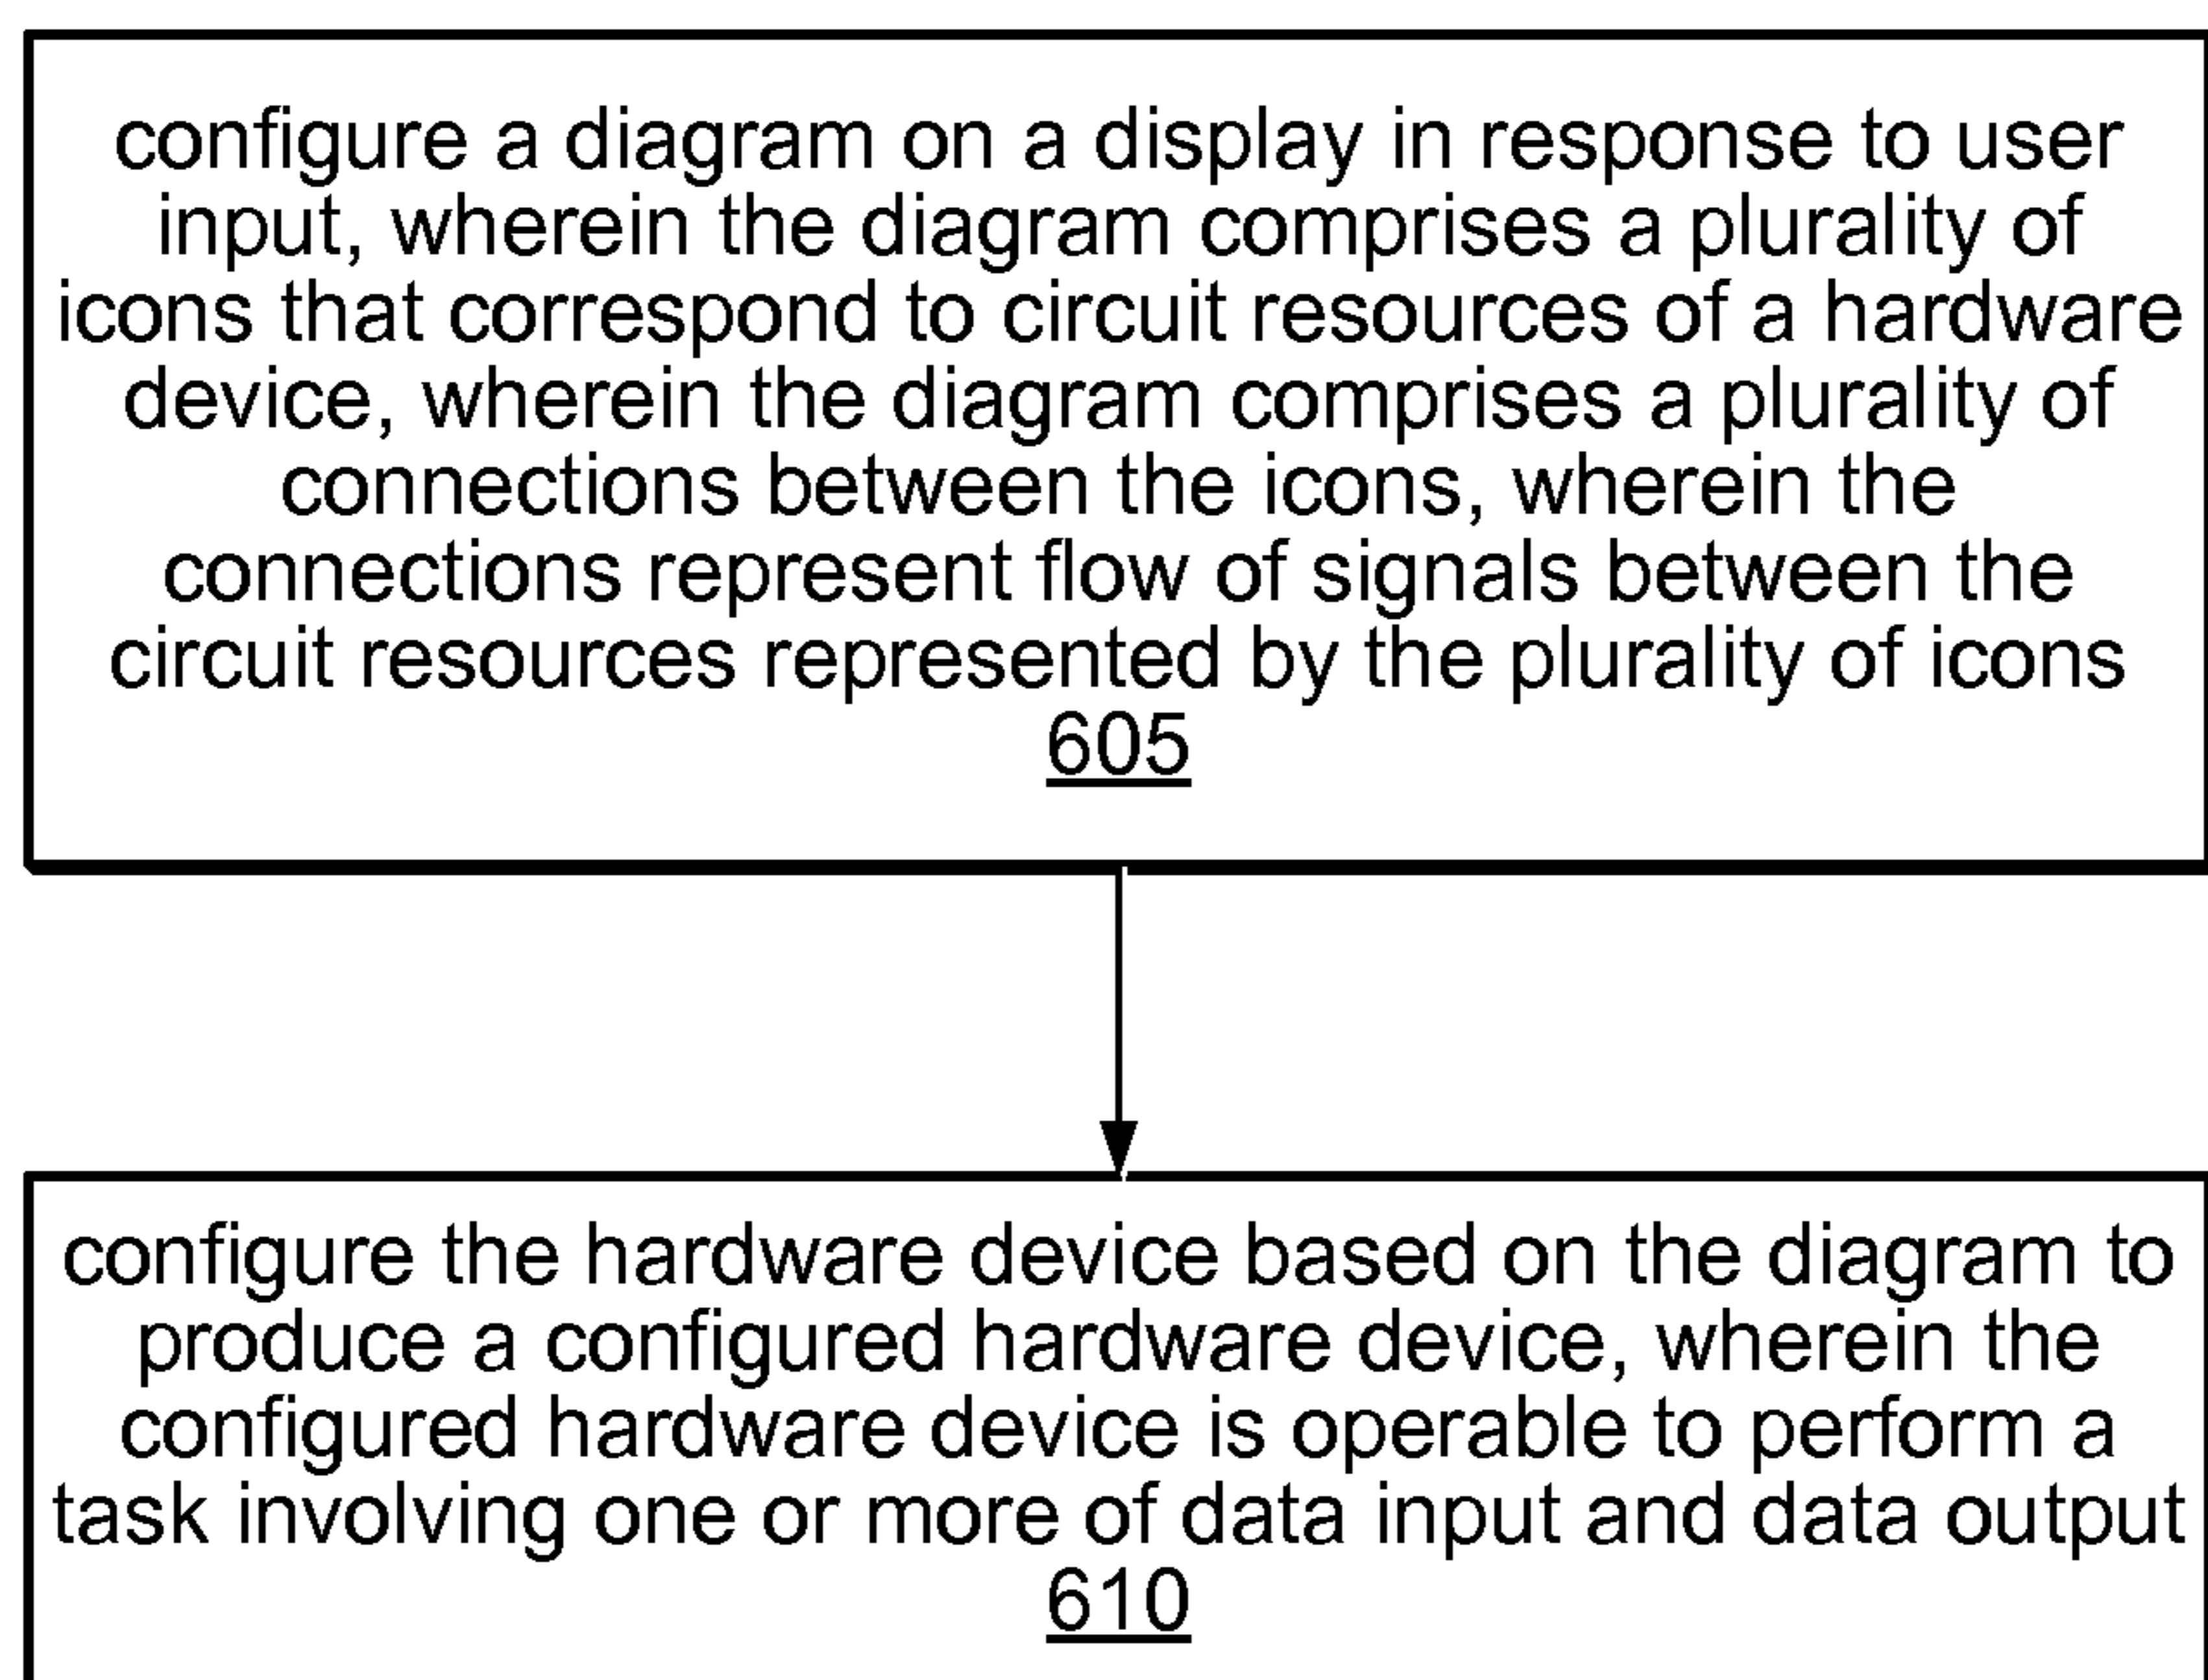 configure a diagram on a display in response to user
input, wherein the diagram comprises a plurality of
icons that correspond to circuit resources of a hardware
device, wherein the diagram comprises a plurality of
connections between the icons, wherein the
connections represent flow of signals between the
circuit resources represented by the plurality of icons
605
configure the hardware device based on the diagram to
produce a configured hardware device, wherein the
configured hardware device is operable to perform a
task involving one or more of data input and data output
610